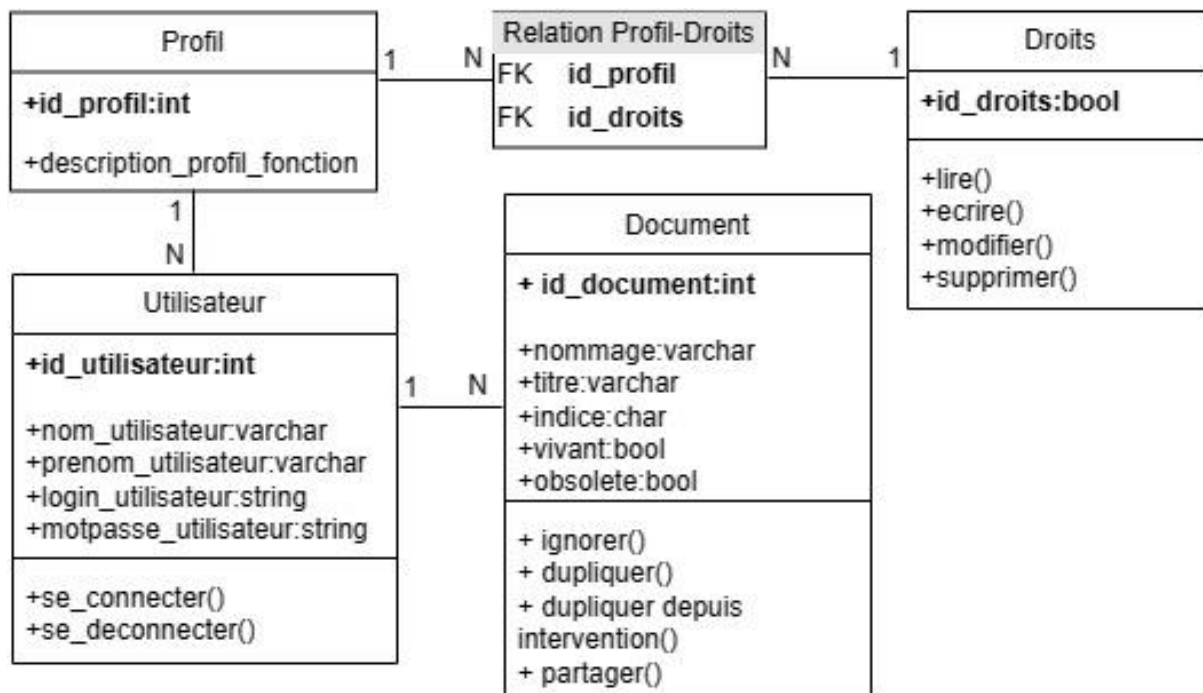 Profil
+id_profil:int
+description_profil_fonction
1
N
Relation Profil-Droits
FK id_profil
FK id_droits
N
1
Droits
+id_droits:bool
+lire()
+ecrire()
+modifier()
+supprimer()
1
N
Utilisateur
+id_utilisateur:int
+nom_utilisateur:varchar
+prenom_utilisateur:varchar
+login_utilisateur:string
+motpasse_utilisateur:string
+se_connecter()
+se_deconnecter()
1
N
Document
+ id_document:int
+nommage:varchar
+titre:varchar
+indice:char
+vivant:bool
+obsolete:bool
+ ignorer()
+ dupliquer()
+ dupliquer depuis
intervention()
+ partager()